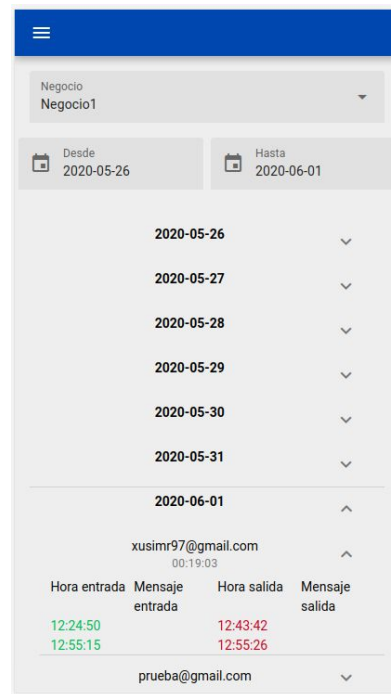 Negocio
Negocio1
Desde Hasta
2020-05-26 2020-06-01
2020-05-26
2020-05-27
2020-05-28
2020-05-29
2020-05-30
2020-05-31
2020-06-01
xusimr97@gmail.com
00:19:03
Hora entrada Mensaje Hora salida Mensaje
entrada salida
12:24:50 12:43:42
12:55:15 12:55:26
prueba@gmail.com